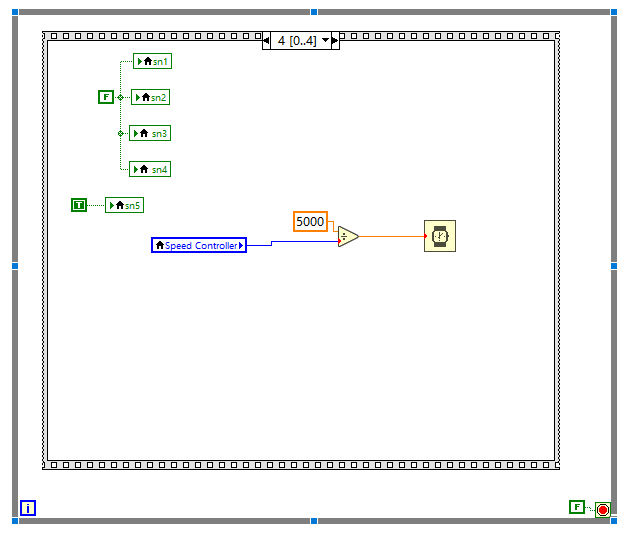 4 [0..4]
sn1
F
sn2
sn3
sn4
T
sn5
5000
Speed Controller
i
F